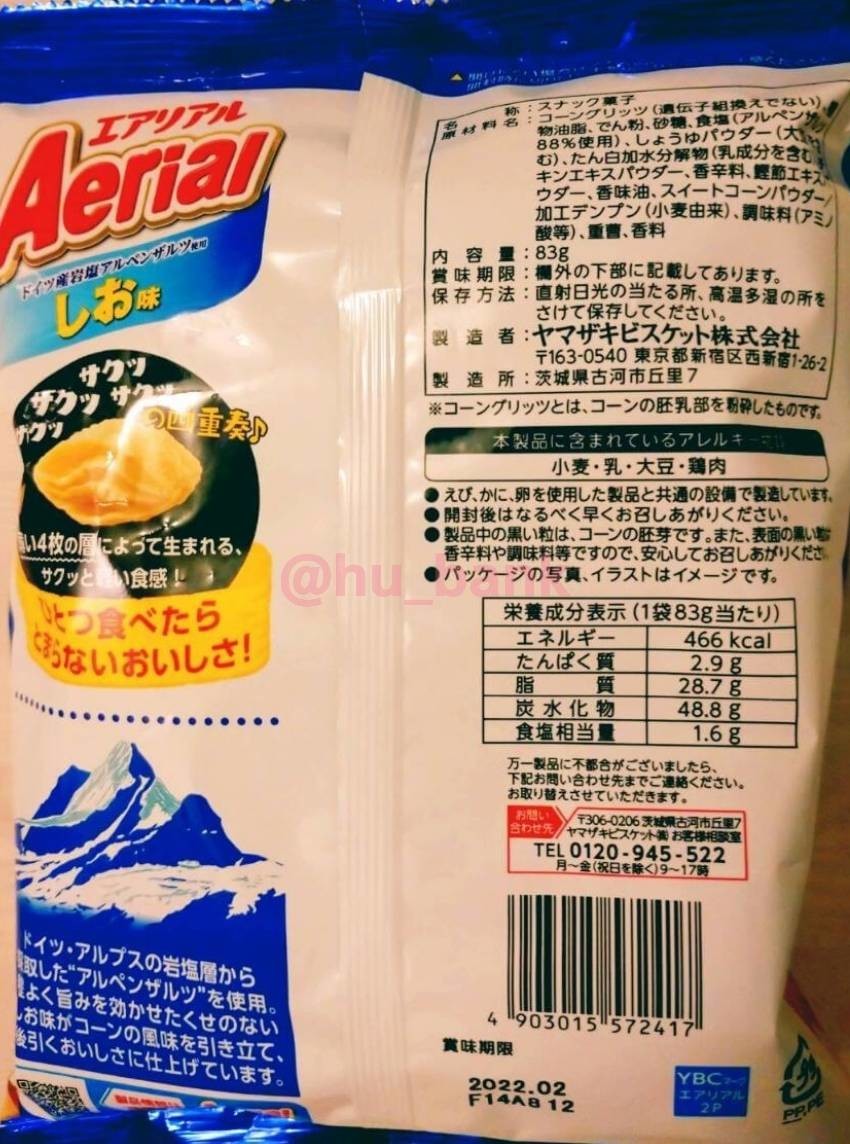 エアリアル
Aerial
ドイツ産岩塩アルペンザルツ使用
しお味
サクッ
サクッ サクッ
サクッ
の四重奏♪
い4枚の層によって生まれる、
サクッと軽い食感!
ひとつ食べたら
とまらないおいしさ!
ドイツ・アルプスの岩塩層から
採取した"アルペンザルツ"を使用。
よく旨みを効かせたくせのない
しお味がコーンの風味を引き立て、
後引くおいしさに仕上げています。
名 称:スナック菓子
原材料名:コーングリッツ(遺伝子組換えでない)
物油脂、でん粉、砂糖、食塩(アルペンザ
88%使用)、しょうゆパウダー(大
む)、たん白加水分解物(乳成分を含む
キンエキスパウダー、香辛料、鰹節エキス
ウダー、香味油、スイートコーンパウダー/
加工デンプン(小麦由来)、調味料(アミノ
酸等)、重曹、香料
内容量:83g
賞味期限:欄外の下部に記載してあります。
保存方法:直射日光の当たる所、高温多湿の所を
さけて保存してください。
製造者:ヤマザキビスケット株式会社
〒163-0540 東京都新宿区西新宿1-26-2
製造所:茨城県古河市丘里7
※コーングリッツとは、コーンの胚乳部を粉砕したものです。
本製品に含まれているアレルギー
小麦・乳・大豆・鶏肉
●えび、かに、卵を使用した製品と共通の設備で製造しています。
●開封後はなるべく早くお召しあがりください。
●製品中の黒い粒は、コーンの胚芽です。また、表面の黒い粒は
香辛料や調味料等ですので、安心してお召しあがりくださ
●パッケージの写真、イラストはイメージです。
@hu_bank
栄養成分表示(1袋83g当たり)
エネルギー 466 kcal
たんぱく質 2.9 g
脂質 28.7 g
炭水化物 48.8 g
食塩相当量 1.6 g
万一製品に不都合がございましたら、
下記お問い合わせ先までご連絡ください。
お取り替えさせていただきます。
お問い合わせ先
〒306-0206 茨城県古河市丘里7
ヤマザキビスケット㈱ お客様相談室
TEL 0120-945-522
月〜金(祝日を除く)9〜17時
4 903015 572417
賞味期限
2022.02
F14A8 12
YBCマーク
エアリアル
2P
PP,PE